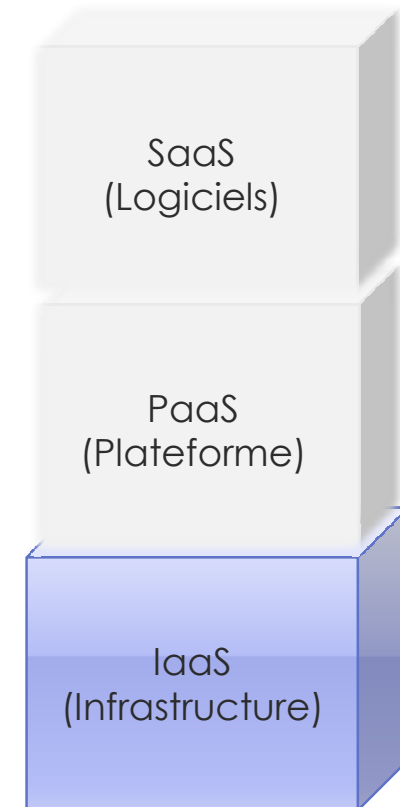 SaaS
(Logiciels)
PaaS
(Plateforme)
IaaS
(Infrastructure)